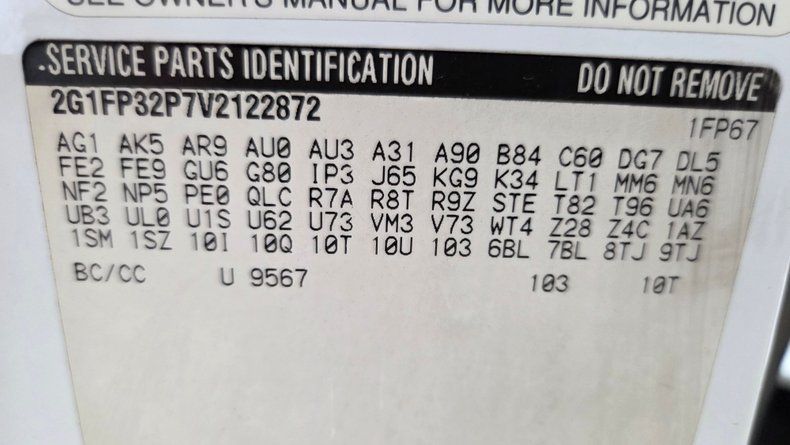 SEE OWNER'S MANUAL FOR MORE INFORMATION
.SERVICE PARTS IDENTIFICATION DO NOT REMOVE
2G1FP32P7V2122872
1FP67
AG1 AK5 AR9 AU0 AU3 A31 A90 B84 C60 DG7 DL5
FE2 FE9 GU6 G80 IP3 J65 KG9 K34 LT1 MM6 MN6
NF2 NP5 PE0 QLC R7A R8T R9Z STE T82 T96 UA6
UB3 UL0 U1S U62 U73 VM3 V73 WT4 Z28 Z4C 1AZ
1SM 1SZ 10I 10Q 10T 10U 103 6BL 7BL 8TJ 9TJ
BC/CC U 9567 103 10T